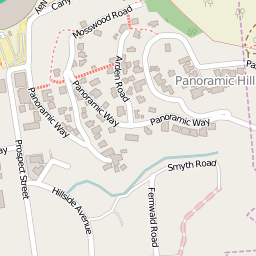 Mosswood Road
Arden Road
Panoramic Hill
Panoramic Way
Panoramic Way
Panoramic Way
Prospect Street
Smyth Road
Hillside Avenue
Fernwald Road